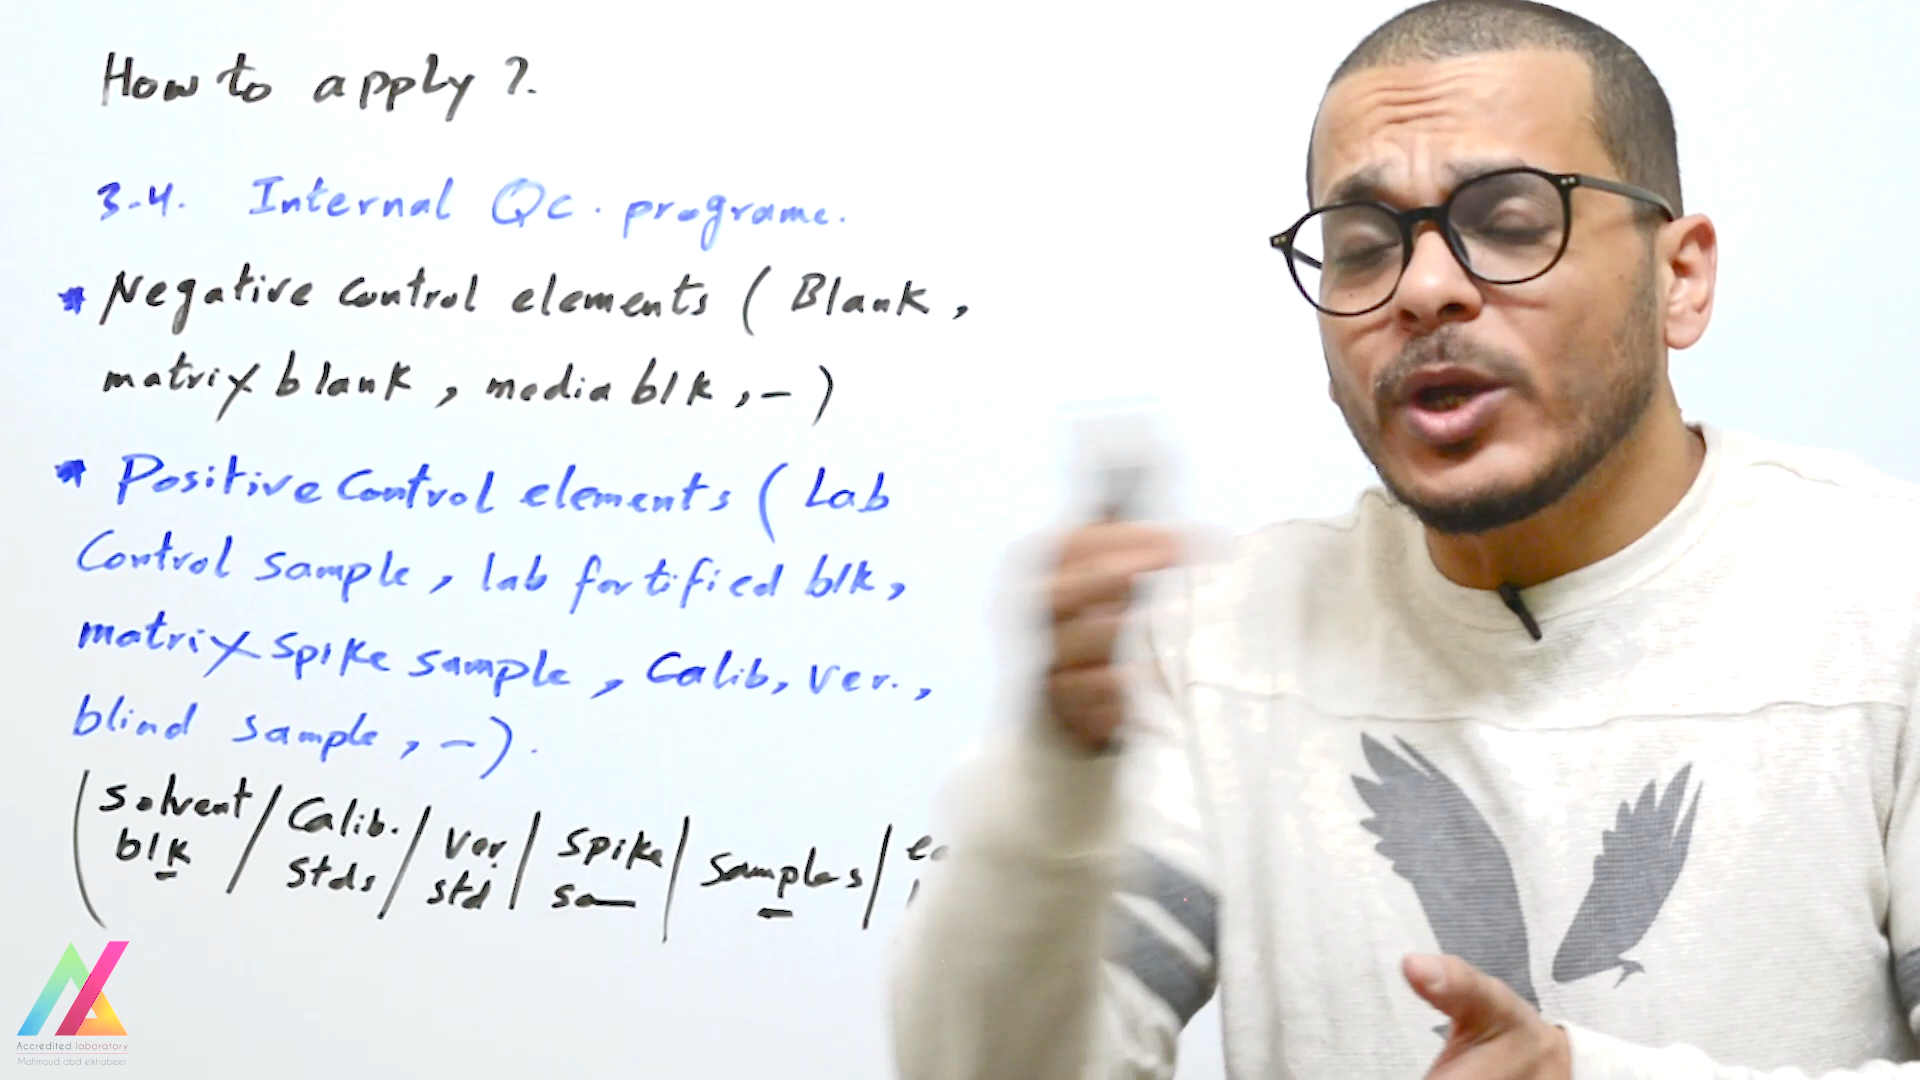 How to apply ?.
3-4. Internal QC. programe.
* Negative control elements ( Blank ,
matrix blank , media blk , - )
* Positive control elements ( Lab
Control sample , lab fortified blk ,
matrix spike sample , Calib, ver. ,
blind sample , - ) .
( solvent / Calib. / ver. / spike | samples /
blk stds std sa
Accredited laboratory
Mahmoud abd elkhabeer